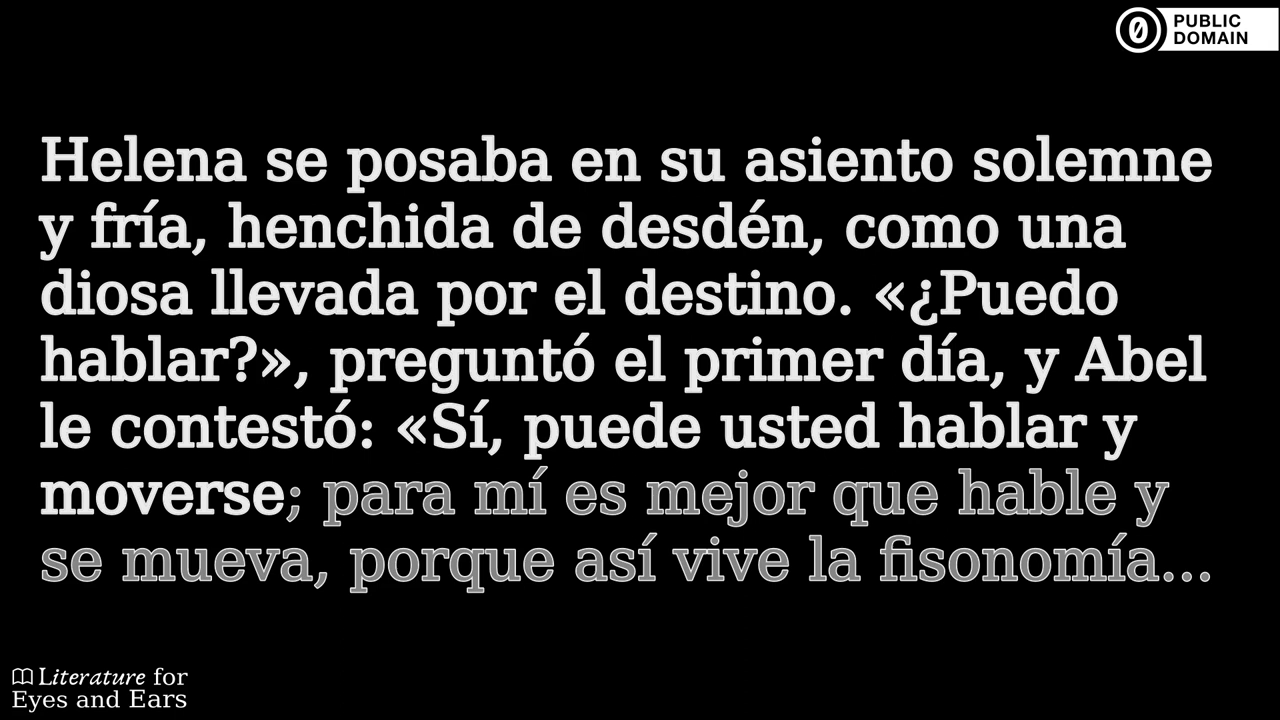 PUBLIC
DOMAIN
Helena se posaba en su asiento solemne
y fría, henchida de desdén, como una
diosa llevada por el destino. «¿Puedo
hablar?», preguntó el primer día, y Abel
le contestó: «Sí, puede usted hablar y
moverse; para mí es mejor que hable y
se mueva, porque así vive la fisonomía...
Literature for
Eyes and Ears